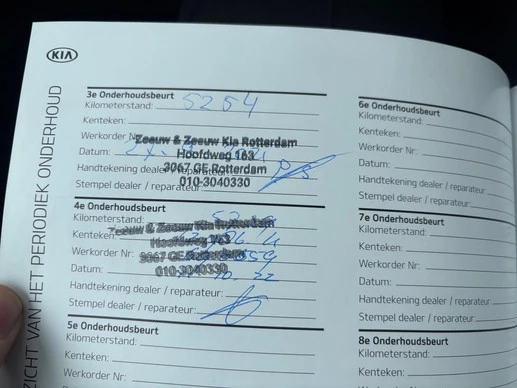 KIA
ZICHT VAN HET PERIODIEK ONDERHOUD
3e Onderhoudsbeurt
Kilometerstand: 5254
Kenteken:
Werkorder Nr
Zeeuw & Zeeuw Kia Rotterdam
Datum:
Hoofdweg 163
Handtekening dealer / reparateur:
3067 GE Rotterdam
Stempel dealer / reparateur:
010-3040330
4e Onderhoudsbeurt
Kilometerstand:
Zeeuw & Zeeuw Kia Rotterdam
Kenteken:
Hoofdweg 163
Werkorder Nr:
3067 GE Rotterdam
Datum:
010-3040330
Handtekening dealer / reparateur:
Stempel dealer / reparateur:
5e Onderhoudsbeurt
Kilometerstand:
Kenteken:
Werkorder Nr:
6e Onderhoudsbeurt
Kilometerstand:
Kenteken:
Werkorder Nr:
Datum:
Handtekening dealer / reparateur:
Stempel dealer / reparateur:
7e Onderhoudsbeurt
Kilometerstand:
Kenteken:
Werkorder Nr:
Datum:
Handtekening dealer / reparateur:
Stempel dealer / reparateur:
8e Onderhoudsbeurt
Kilometerstand: